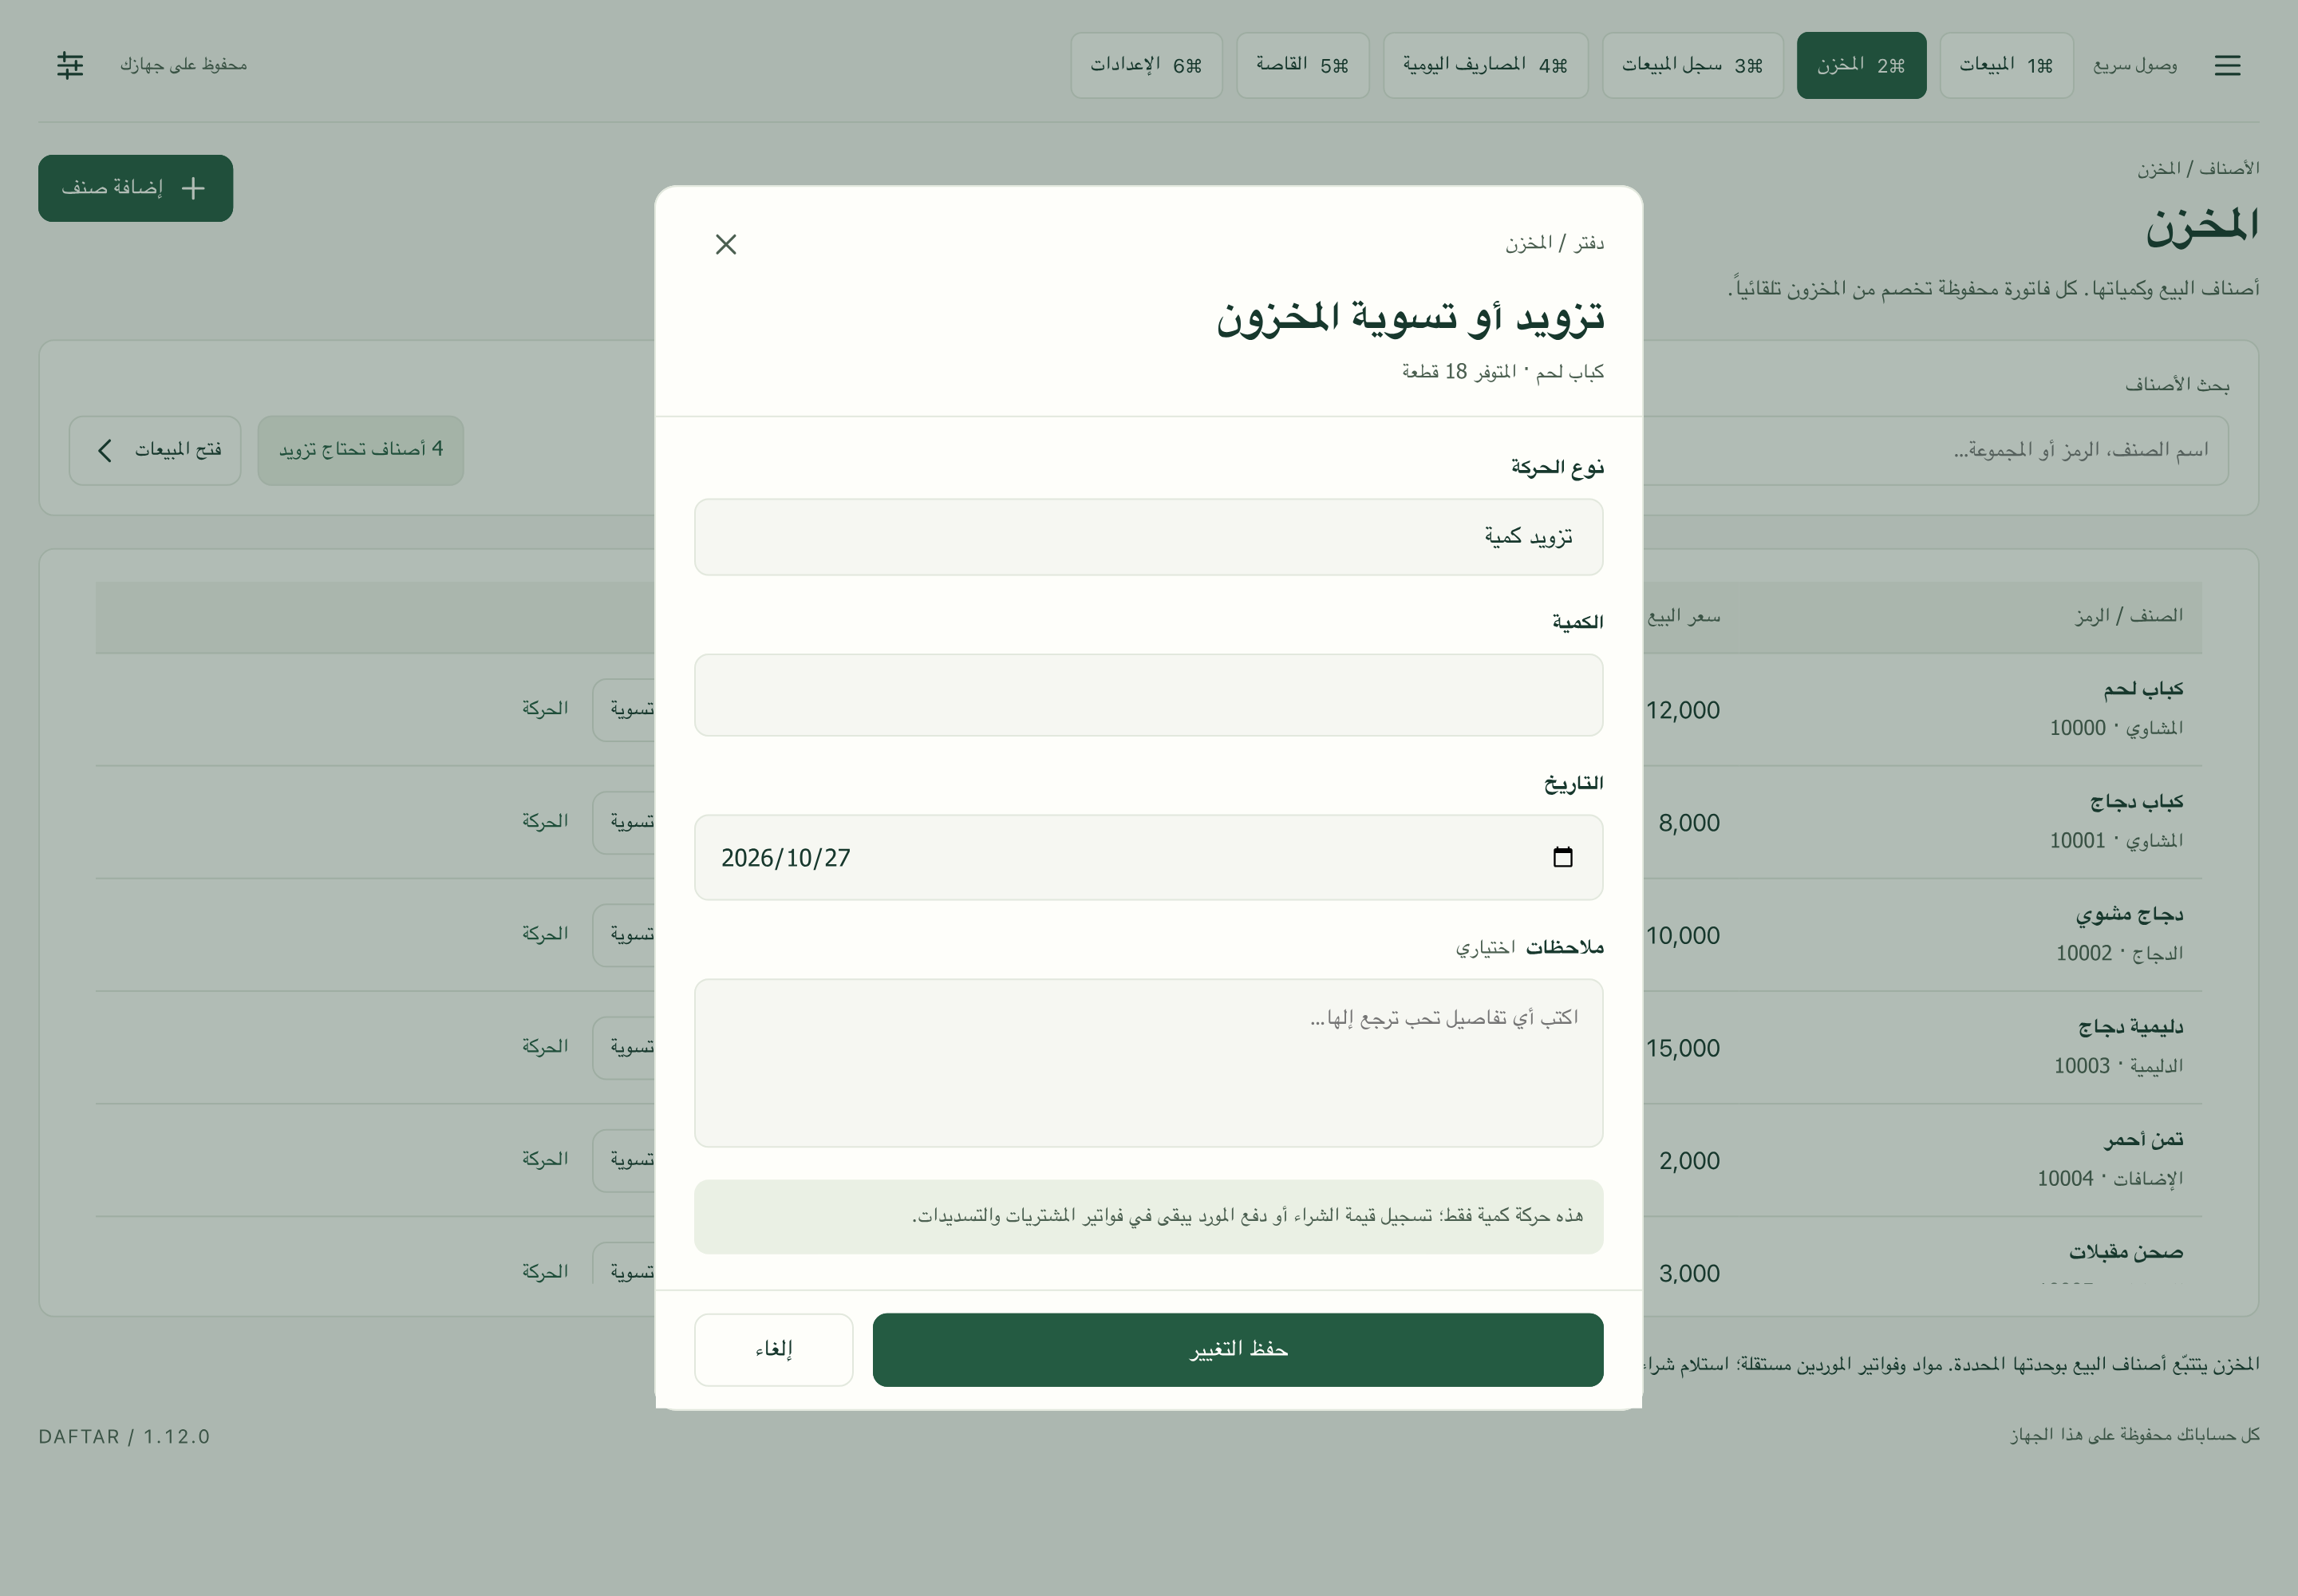 وصول سريع
⌘1 المبيعات
⌘2 المخزن
⌘3 سجل المبيعات
⌘4 المصاريف اليومية
⌘5 القاصة
⌘6 الإعدادات
محفوظ على جهازك
الأصناف / المخزن
المخزن
أصناف البيع وكمياتها. كل فاتورة محفوظة تخصم من المخزون تلقائياً.
إضافة صنف
بحث الأصناف
اسم الصنف، الرمز أو المجموعة...
4 أصناف تحتاج تزويد
فتح المبيعات
دفتر / المخزن
تزويد أو تسوية المخزون
كباب لحم · المتوفر 18 قطعة
نوع الحركة
تزويد كمية
الكمية
التاريخ
2026/10/27
ملاحظات اختياري
اكتب أي تفاصيل تحب ترجع إلها...
هذه حركة كمية فقط؛ تسجيل قيمة الشراء أو دفع المورد يبقى في فواتير المشتريات والتسديدات.
حفظ التغيير
إلغاء
الصنف / الرمز
سعر البيع
كباب لحم
المشاوي · 10000
12,000
تسوية
الحركة
كباب دجاج
المشاوي · 10001
8,000
تسوية
الحركة
دجاج مشوي
الدجاج · 10002
10,000
تسوية
الحركة
دليمية دجاج
الدليمية · 10003
15,000
تسوية
الحركة
تمن أحمر
الإضافات · 10004
2,000
تسوية
الحركة
صحن مقبلات
3,000
تسوية
الحركة
المخزن يتتبّع أصناف البيع بوحدتها المحددة. مواد وفواتير الموردين مستقلة؛ استلام شراء
كل حساباتك محفوظة على هذا الجهاز
DAFTAR / 1.12.0